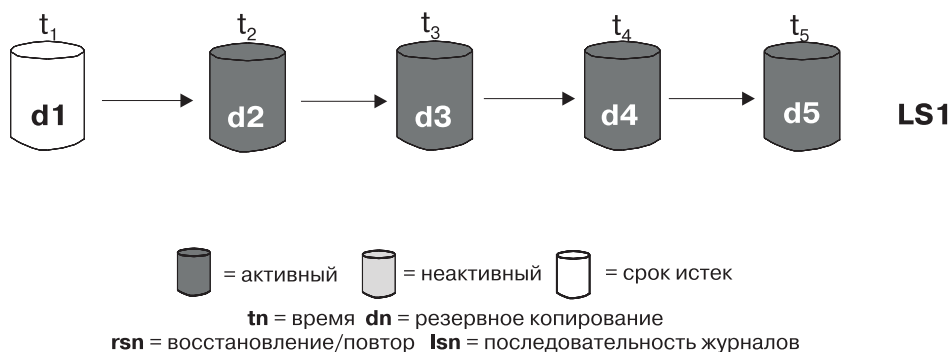 t1 t2 t3 t4 t5
d1 d2 d3 d4 d5 LS1
= активный = неактивный = срок истек
tn = время dn = резервное копирование
rsn = восстановление/повтор lsn = последовательность журналов